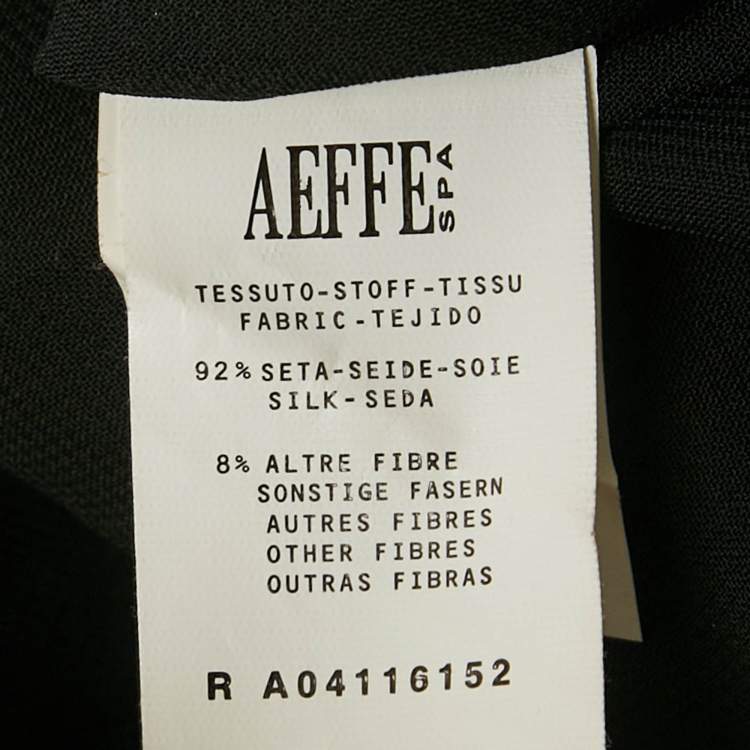 AEFFE SPA
TESSUTO-STOFF-TISSU
FABRIC-TEJIDO
92% SETA-SEIDE-SOIE
SILK-SEDA
8% ALTRE FIBRE
SONSTIGE FASERN
AUTRES FIBRES
OTHER FIBRES
OUTRAS FIBRAS
R A04116152